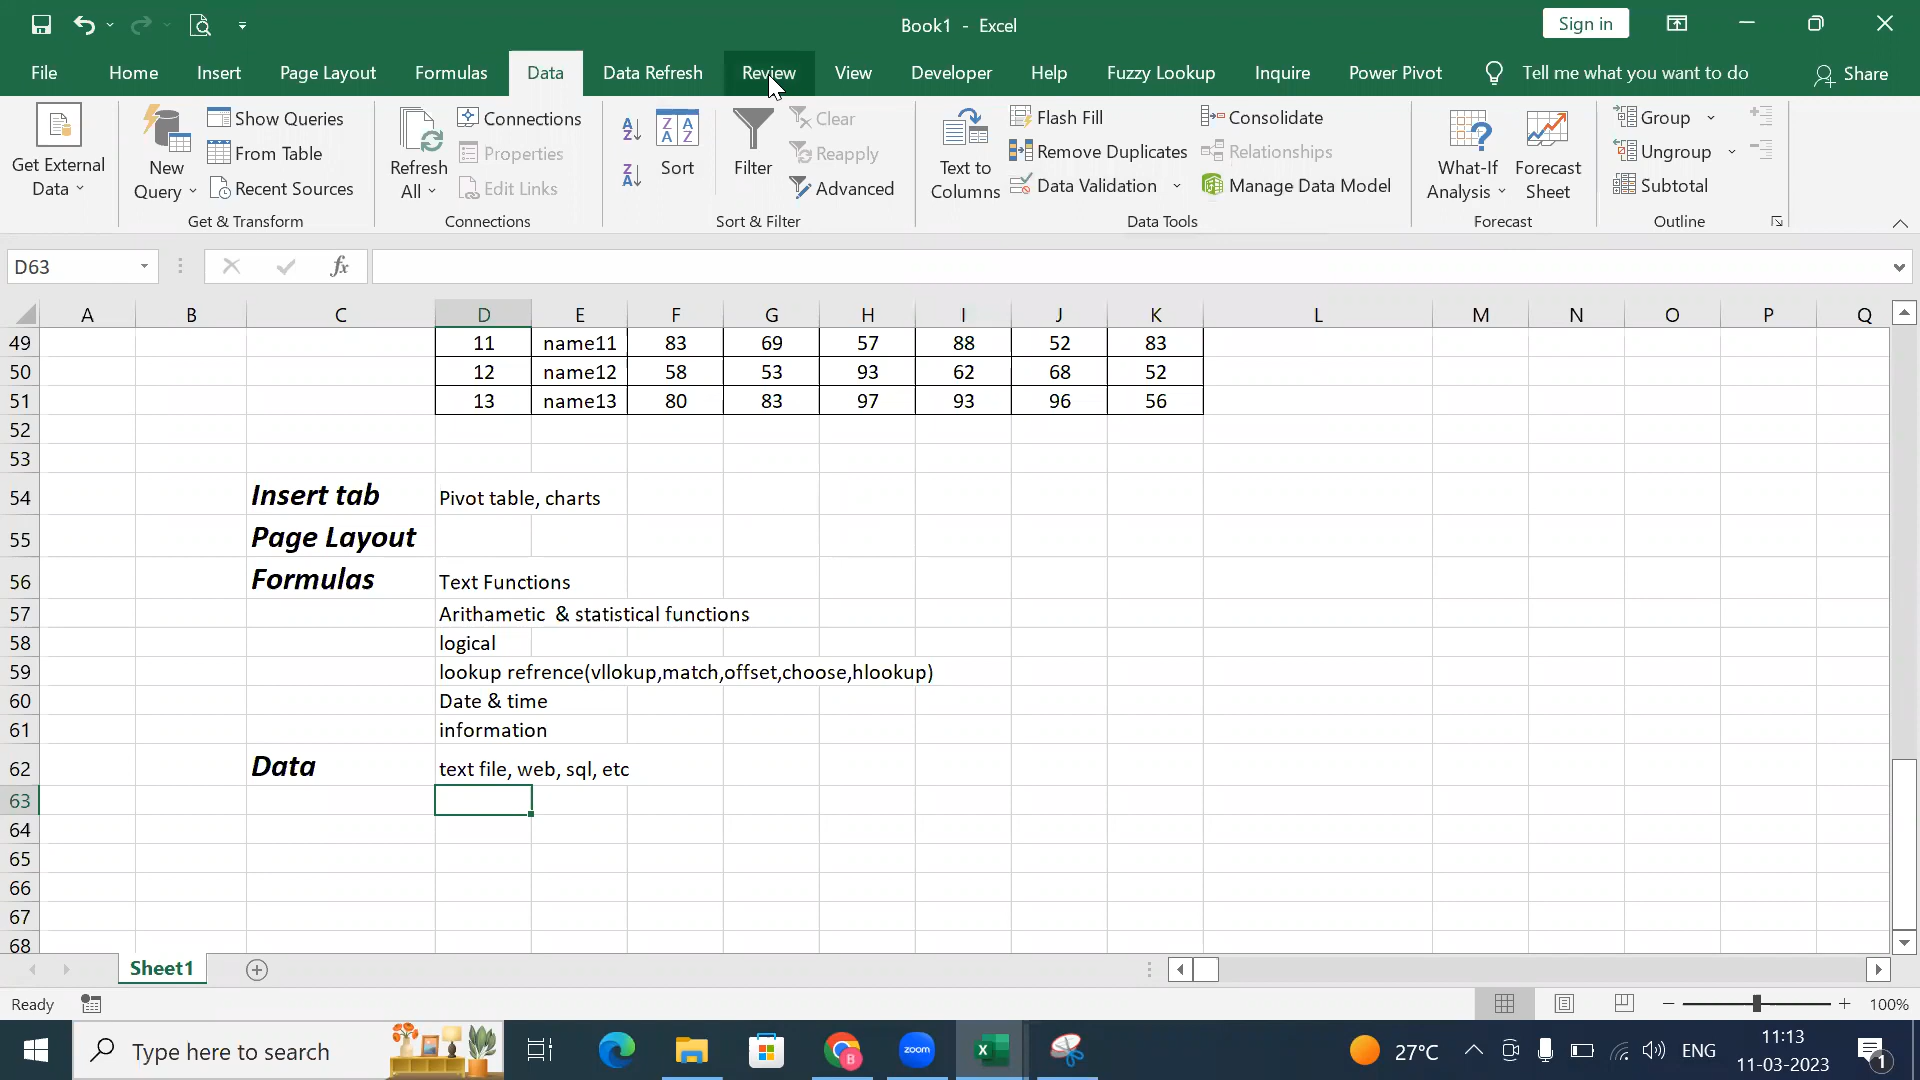 Book1 - Excel
Sign in
File Home Insert Page Layout Formulas Data Data Refresh Review View Developer Help Fuzzy Lookup Inquire Power Pivot Tell me what you want to do Share
Get External Data
New Query
Show Queries
From Table
Recent Sources
Get & Transform
Refresh All
Connections
Properties
Edit Links
Connections
Sort
Filter
Clear
Reapply
Advanced
Sort & Filter
Text to Columns
Flash Fill
Remove Duplicates
Data Validation
Consolidate
Relationships
Manage Data Model
Data Tools
What-If Analysis
Forecast Sheet
Forecast
Group
Ungroup
Subtotal
Outline
D63 fx
A B C D E F G H I J K L M N O P Q
49 11 name11 83 69 57 88 52 83
50 12 name12 58 53 93 62 68 52
51 13 name13 80 83 97 93 96 56
52
53
54 Insert tab Pivot table, charts
55 Page Layout
56 Formulas Text Functions
57 Arithametic & statistical functions
58 logical
59 lookup refrence(vllokup,match,offset,choose,hlookup)
60 Date & time
61 information
62 Data text file, web, sql, etc
63
64
65
66
67
68
Sheet1
Ready 100%
Type here to search zoom 27°C ENG 11:13
11-03-2023 1